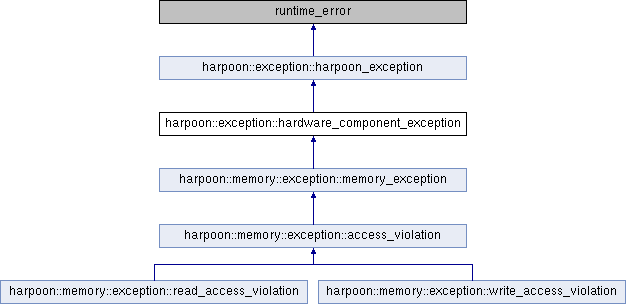 runtime_error
harpoon::exception::harpoon_exception
harpoon::exception::hardware_component_exception
harpoon::memory::exception::memory_exception
harpoon::memory::exception::access_violation
harpoon::memory::exception::read_access_violation
harpoon::memory::exception::write_access_violation